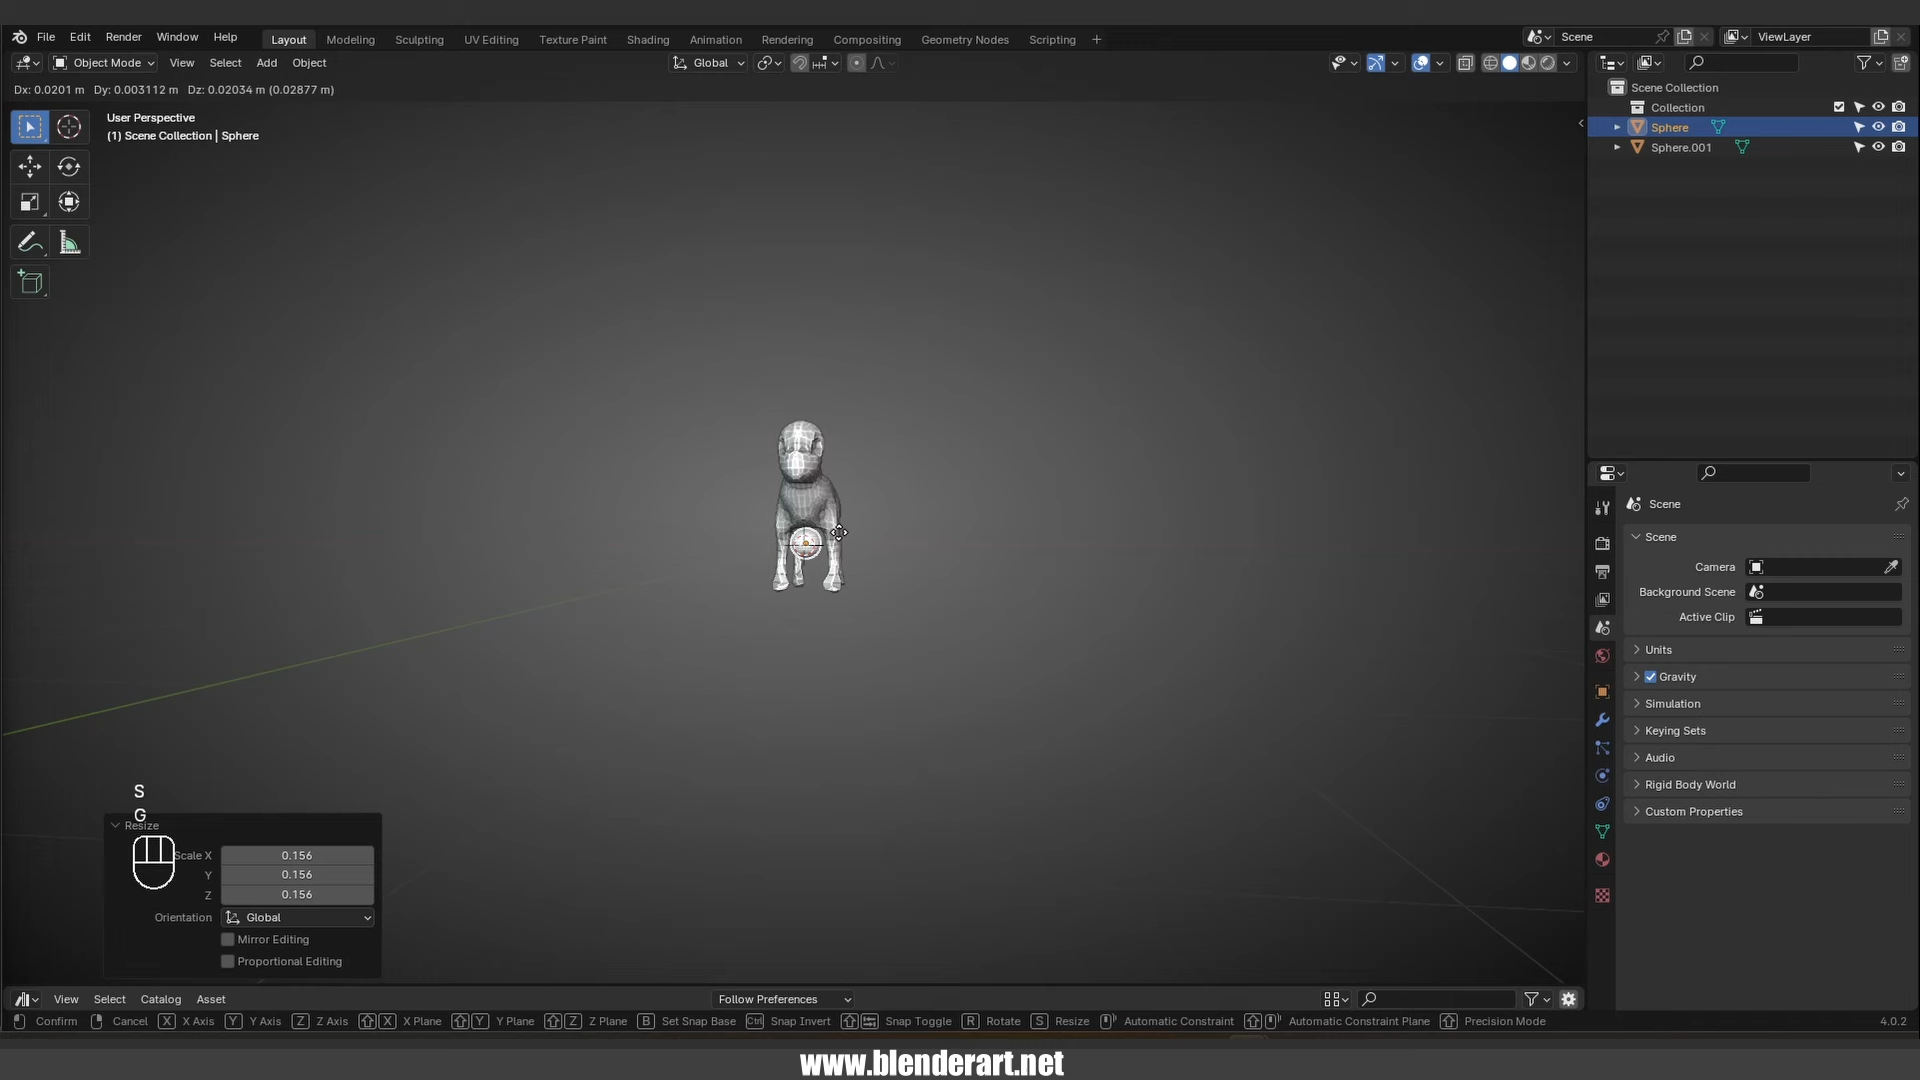 File Edit Render Window Help Layout Modeling Sculpting UV Editing Texture Paint Shading Animation Rendering Compositing Geometry Nodes Scripting + Scene ViewLayer
Object Mode View Select Add Object Global
Dx: 0.0201 m Dy: 0.003112 m Dz: 0.02034 m (0.02877 m)
User Perspective
(1) Scene Collection | Sphere
Scene Collection
Collection
Sphere
Sphere.001
Scene
Scene
Camera
Background Scene
Active Clip
Units
Gravity
Simulation
Keying Sets
Audio
Rigid Body World
Custom Properties
S
G
Resize
Scale X 0.156
Y 0.156
Z 0.156
Orientation Global
Mirror Editing
Proportional Editing
View Select Catalog Asset Follow Preferences
Confirm Cancel X X Axis Y Y Axis Z Z Axis X X Plane Y Y Plane Z Z Plane B Set Snap Base Ctrl Snap Invert Snap Toggle R Rotate S Resize Automatic Constraint Automatic Constraint Plane Precision Mode 4.0.2
www.blenderart.net